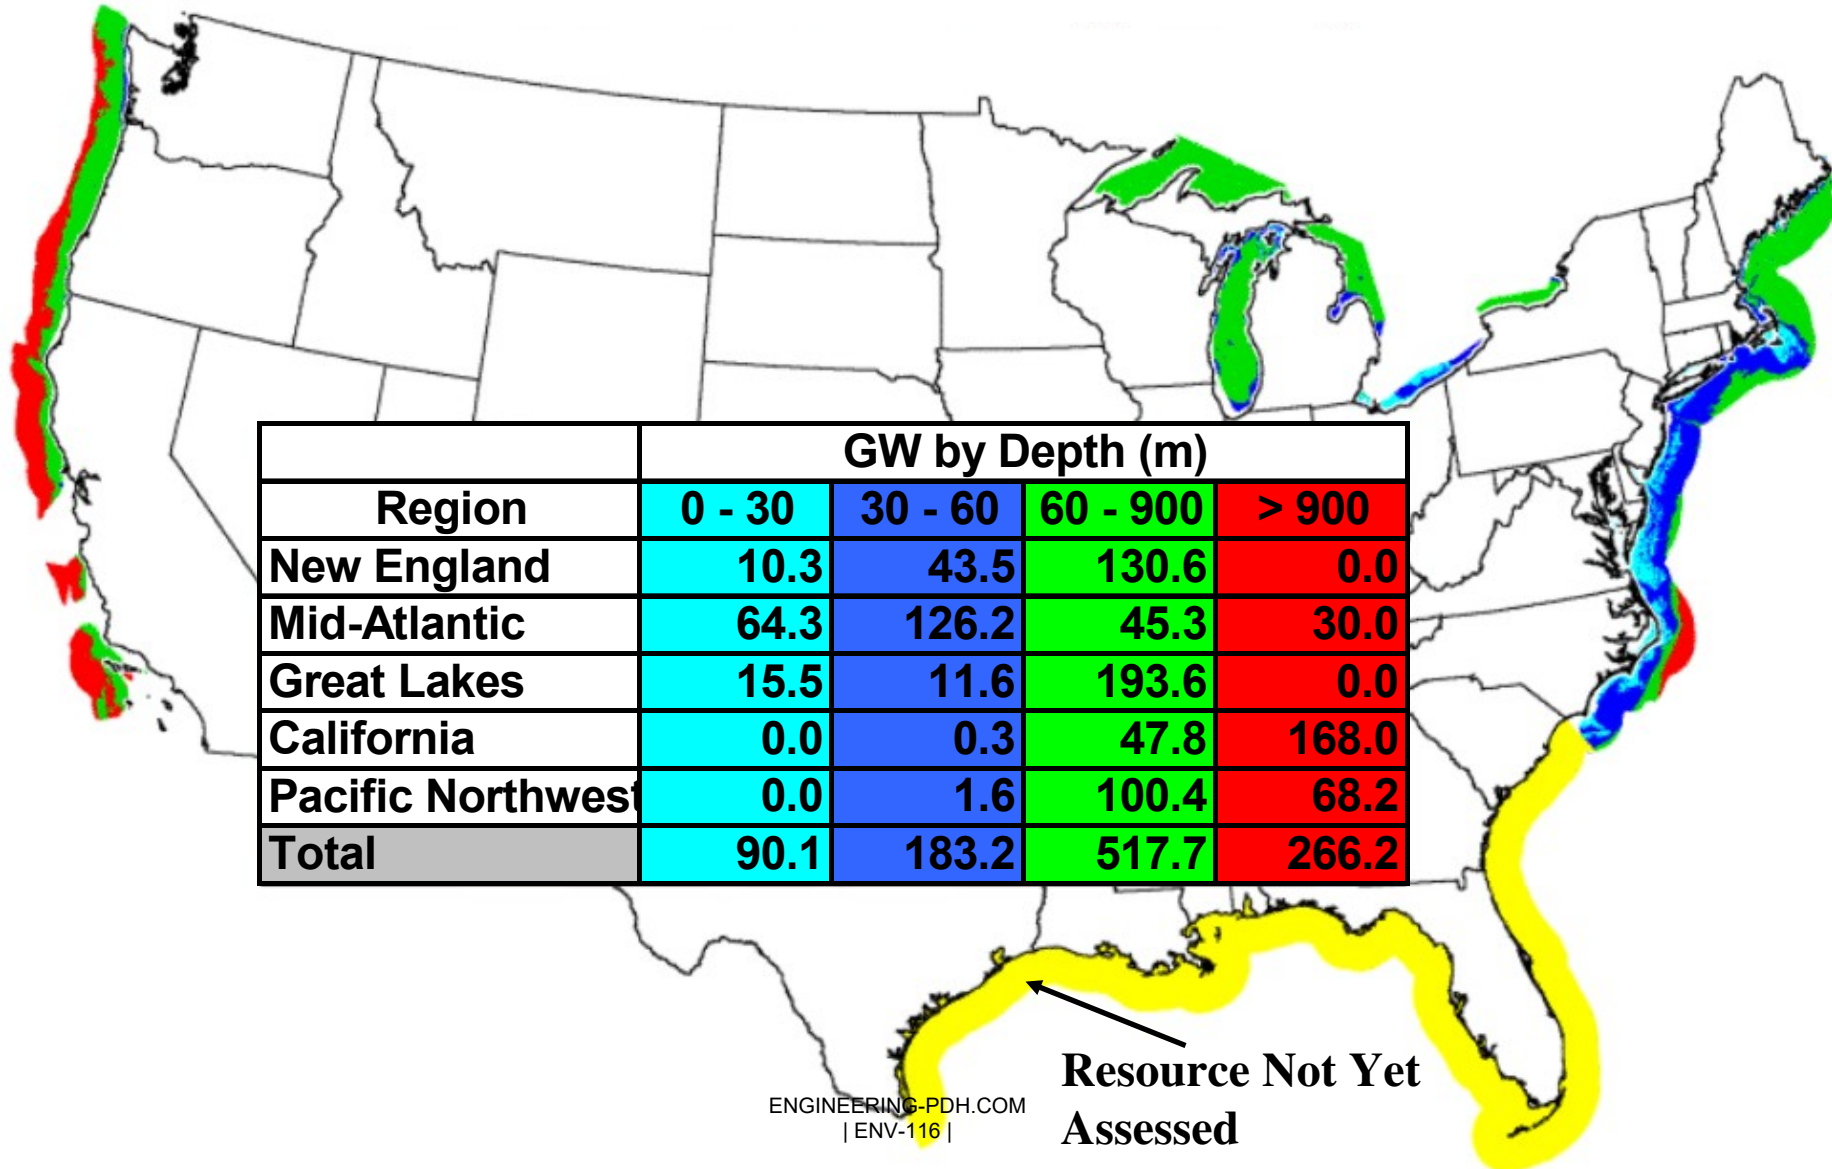 GW by Depth (m)
Region 0 - 30 30 - 60 60 - 900 > 900
New England 10.3 43.5 130.6 0.0
Mid-Atlantic 64.3 126.2 45.3 30.0
Great Lakes 15.5 11.6 193.6 0.0
California 0.0 0.3 47.8 168.0
Pacific Northwest 0.0 1.6 100.4 68.2
Total 90.1 183.2 517.7 266.2
Resource Not Yet
Assessed
ENGINEERING-PDH.COM
| ENV-116 |